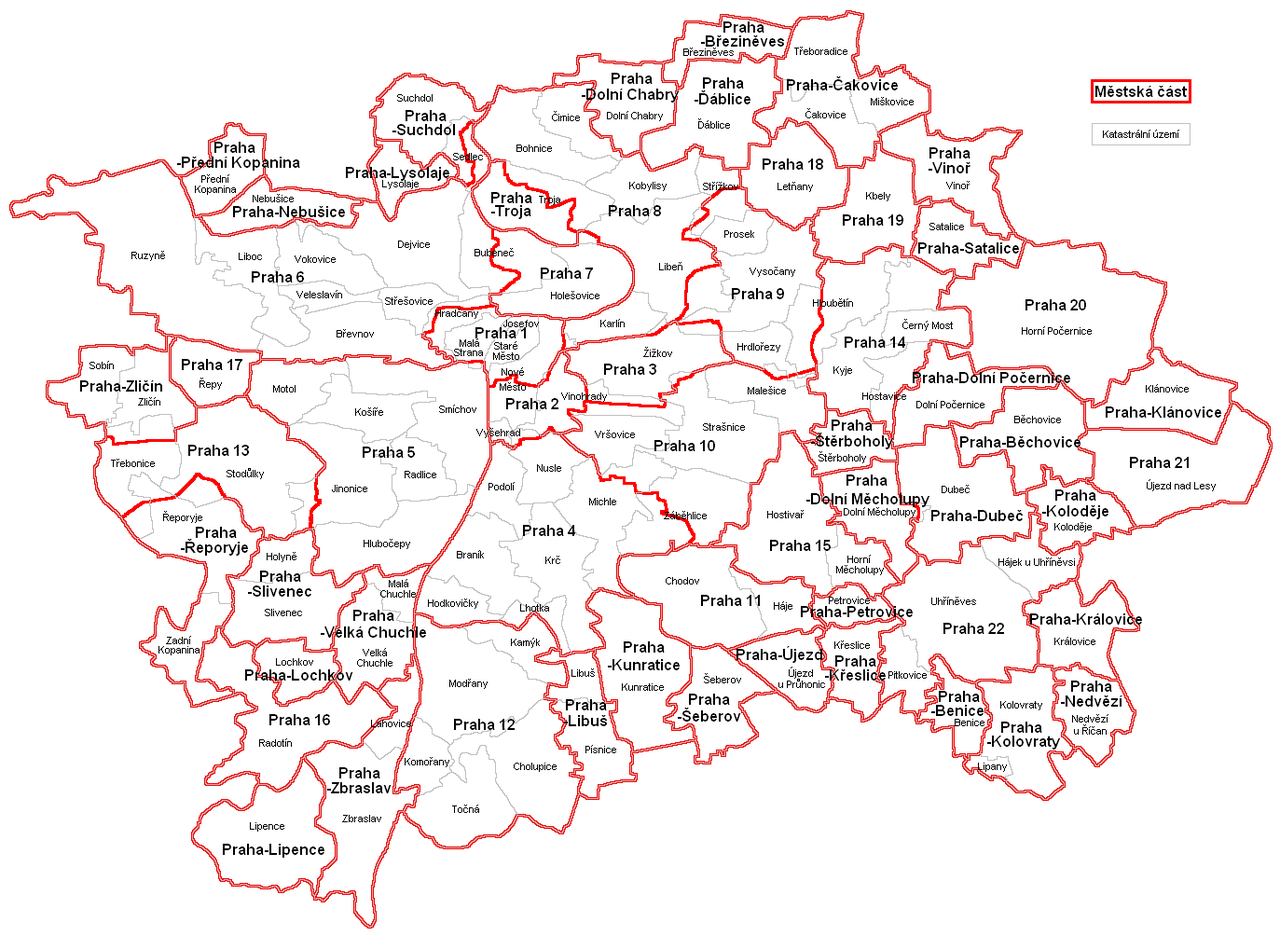 Praha
-Březiněves
Březiněves
Třeboradice
Praha
-Dolní Chabry
Dolní Chabry
Praha
-Ďáblice
Ďáblice
Praha-Čakovice
Miškovice
Čakovice
Městská část
Katastrální území
Suchdol
Praha
-Suchdol
Sedlec
Čimice
Bohnice
Praha
-Přední Kopanina
Přední
Kopanina
Praha-Lysolaje
Lysolaje
Nebušice
Praha-Nebušice
Praha
-Troja
Troja
Kobylisy
Střížkov
Praha 8
Praha 18
Letňany
Kbely
Praha 19
Praha
-Vinoř
Vinoř
Satalice
Praha-Satalice
Ruzyně
Liboc
Vokovice
Dejvice
Praha 6
Veleslavín
Střešovice
Břevnov
Bubeneč
Praha 7
Holešovice
Libeň
Karlín
Prosek
Vysočany
Praha 9
Hloubětín
Hrdlořezy
Praha 20
Horní Počernice
Černý Most
Praha 14
Kyje
Hostavice
Hradčany
Josefov
Praha 1
Malá
Strana
Staré
Město
Nové
Město
Žižkov
Praha 3
Vinohrady
Praha 2
Vyšehrad
Malešice
Sobín
Praha-Zličín
Zličín
Praha 17
Řepy
Motol
Košíře
Smíchov
Praha 5
Radlice
Jinonice
Hlubočepy
Praha 13
Třebonice
Stodůlky
Řeporyje
Praha
-Řeporyje
Vršovice
Strašnice
Praha 10
Záběhlice
Praha-Dolní Počernice
Dolní Počernice
Klánovice
Praha-Klánovice
Běchovice
Praha-Běchovice
Praha
-Štěrboholy
Štěrboholy
Praha
-Dolní Měcholupy
Dolní Měcholupy
Dubeč
Praha-Dubeč
Praha 21
Újezd nad Lesy
Praha
-Koloděje
Koloděje
Nusle
Podolí
Michle
Praha 4
Braník
Krč
Hodkovičky
Lhotka
Hostivař
Praha 15
Horní
Měcholupy
Hájek u Uhříněvsi
Holyně
Praha
-Slivenec
Slivenec
Malá
Chuchle
Praha
-Velká Chuchle
Velká
Chuchle
Zadní
Kopanina
Lochkov
Praha-Lochkov
Chodov
Praha 11
Háje
Petrovice
Praha-Petrovice
Uhříněves
Praha 22
Pitkovice
Praha-Královice
Královice
Kamýk
Modřany
Praha 12
Komořany
Cholupice
Točná
Libuš
Praha
-Libuš
Písnice
Praha
-Kunratice
Kunratice
Šeberov
Praha
-Šeberov
Praha-Újezd
Újezd
u Průhonic
Křeslice
Praha
-Křeslice
Praha
-Benice
Benice
Kolovraty
Praha
-Kolovraty
Lipany
Praha
-Nedvězí
Nedvězí
u Říčan
Praha 16
Radotín
Lahovice
Praha
-Zbraslav
Zbraslav
Lipence
Praha-Lipence